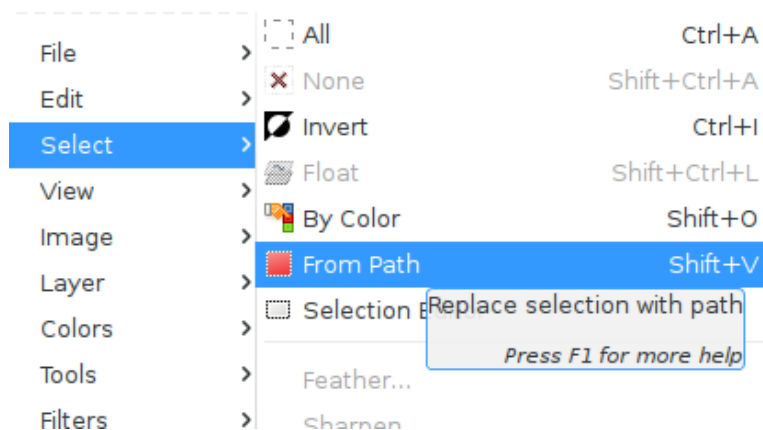 File
Edit
Select
View
Image
Layer
Colors
Tools
Filters
All Ctrl+A
None Shift+Ctrl+A
Invert Ctrl+I
Float Shift+Ctrl+L
By Color Shift+O
From Path Shift+V
Selection
Replace selection with path
Press F1 for more help
Feather...
Sharpen